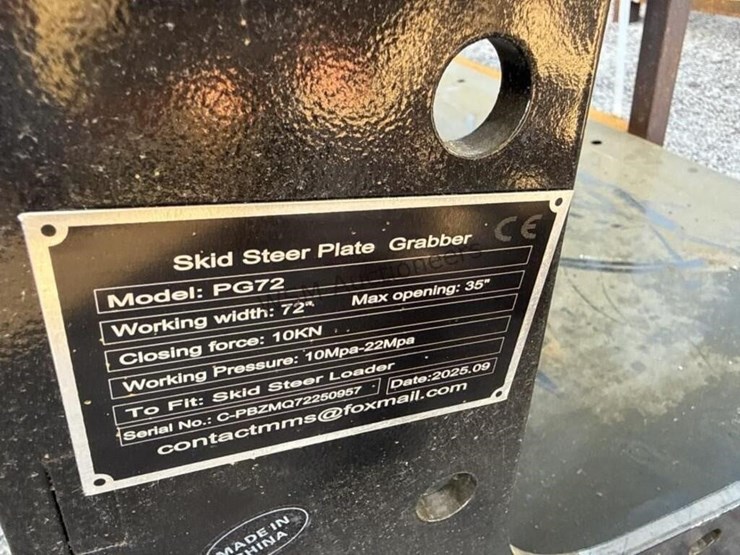 Skid Steer Plate Grabber CE
Model: PG72
Working width: 72" Max opening: 35"
Closing force: 10KN
Working Pressure: 10Mpa-22Mpa
To Fit: Skid Steer Loader
Serial No.: C-PBZMQ72250957 Date:2025.09
contactmms@foxmail.com
MADE IN
CHINA